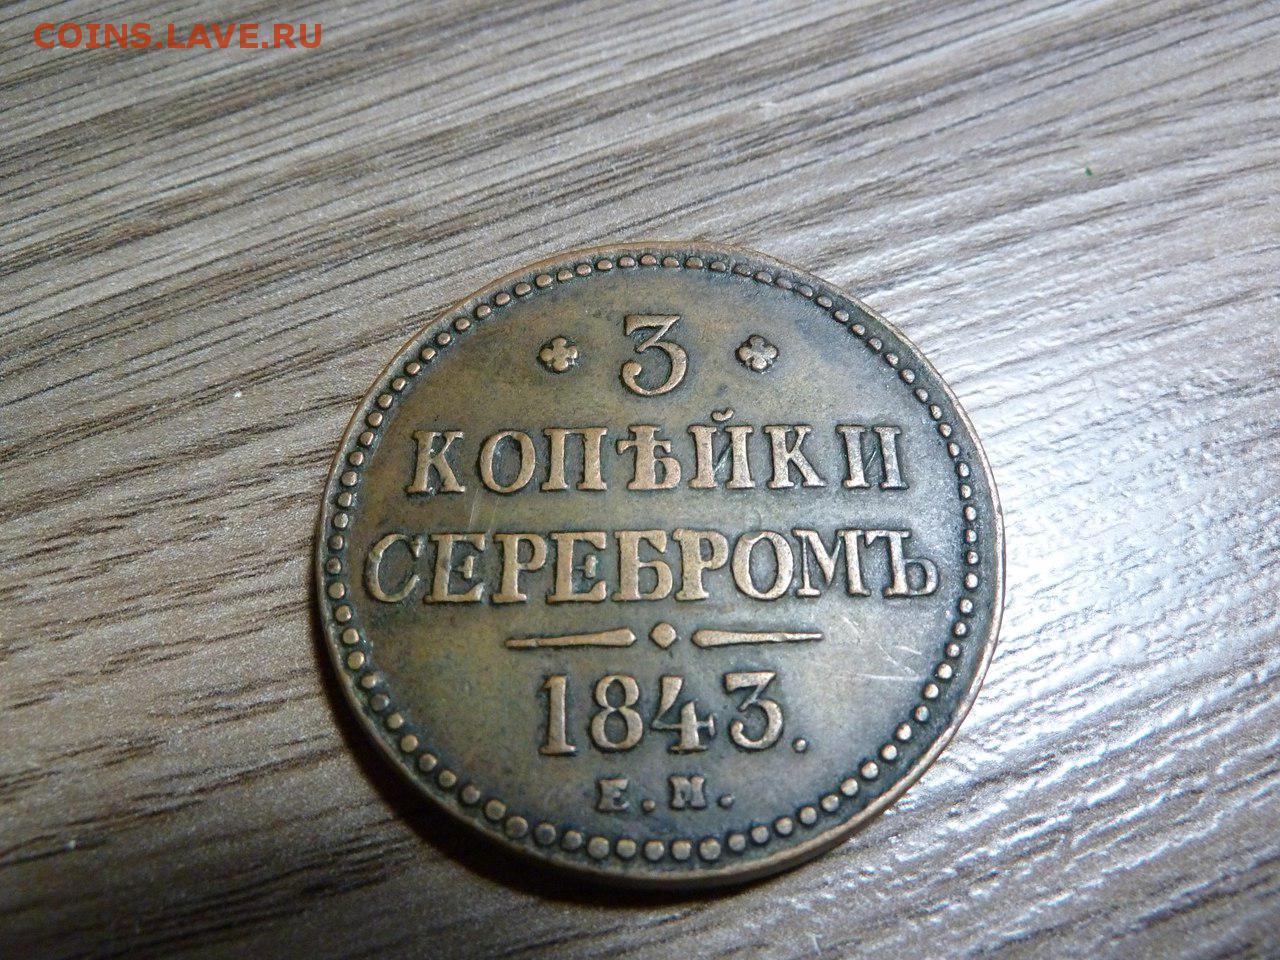 COINS.LAVE.RU
3
КОПѢЙКИ
СЕРЕБРОМЪ
1843.
Е.М.